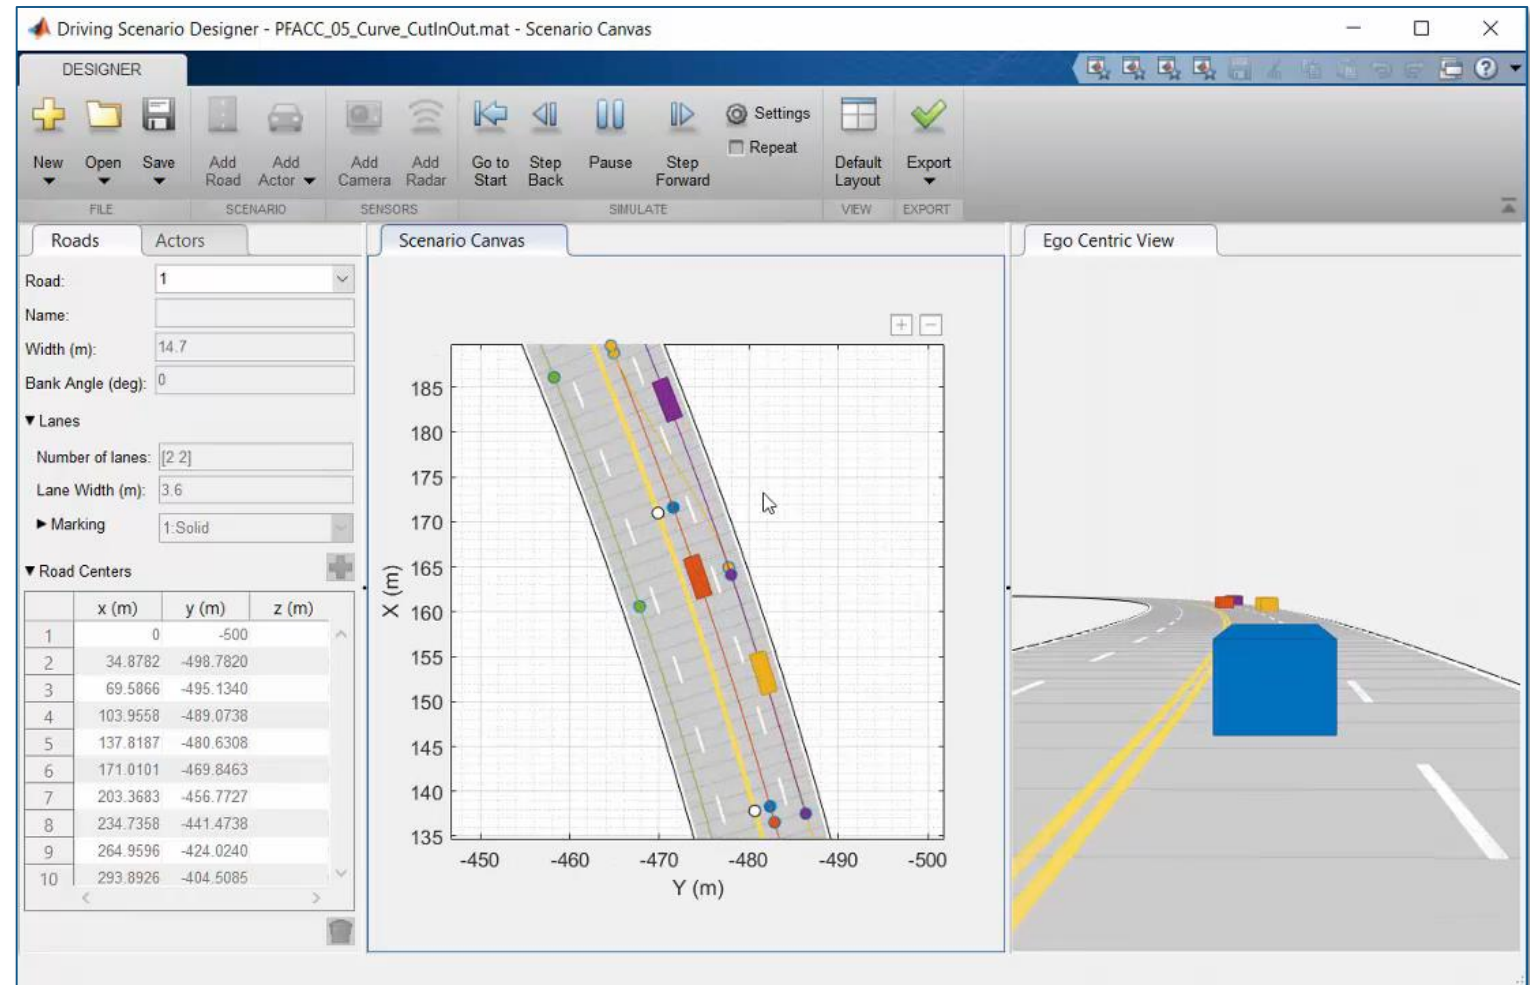 Driving Scenario Designer - PFACC_05_Curve_CutInOut.mat - Scenario Canvas
DESIGNER
New
Open
Save
Add Road
Add Actor
Add Camera
Add Radar
Go to Start
Step Back
Pause
Step Forward
Settings
Repeat
Default Layout
Export
FILE
SCENARIO
SENSORS
SIMULATE
VIEW
EXPORT
Roads
Actors
Road: 1
Name:
Width (m): 14.7
Bank Angle (deg): 0
Lanes
Number of lanes: [2 2]
Lane Width (m): 3.6
Marking 1:Solid
Road Centers
x (m) y (m) z (m)
1 0 -500
2 34.8782 -498.7820
3 69.5866 -495.1340
4 103.9558 -489.0738
5 137.8187 -480.6308
6 171.0101 -469.8463
7 203.3683 -456.7727
8 234.7358 -441.4738
9 264.9596 -424.0240
10 293.8926 -404.5085
Scenario Canvas
185
180
175
170
165
160
155
150
145
140
135
X (m)
-450 -460 -470 -480 -490 -500
Y (m)
Ego Centric View